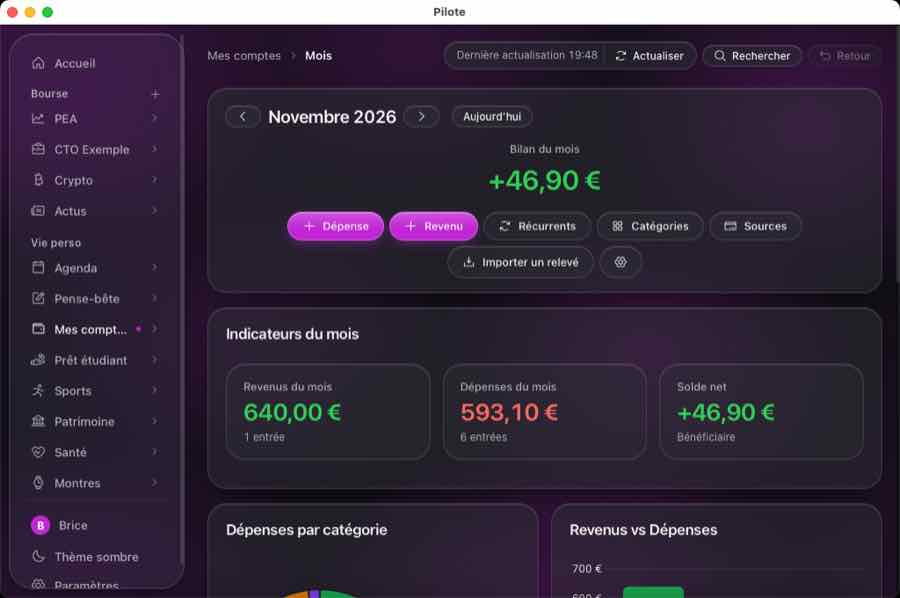 Pilote
Accueil
Bourse
PEA
CTO Exemple
Crypto
Actus
Vie perso
Agenda
Pense-bête
Mes compt...
Prêt étudiant
Sports
Patrimoine
Santé
Montres
B Brice
Thème sombre
Paramètres
Mes comptes > Mois
Dernière actualisation 19:48 Actualiser Rechercher Retour
Novembre 2026 Aujourd'hui
Bilan du mois
+46,90 €
+ Dépense + Revenu Récurrents Catégories Sources
Importer un relevé
Indicateurs du mois
Revenus du mois
640,00 €
1 entrée
Dépenses du mois
593,10 €
6 entrées
Solde net
+46,90 €
Bénéficiaire
Dépenses par catégorie
Revenus vs Dépenses
700 €
600 €